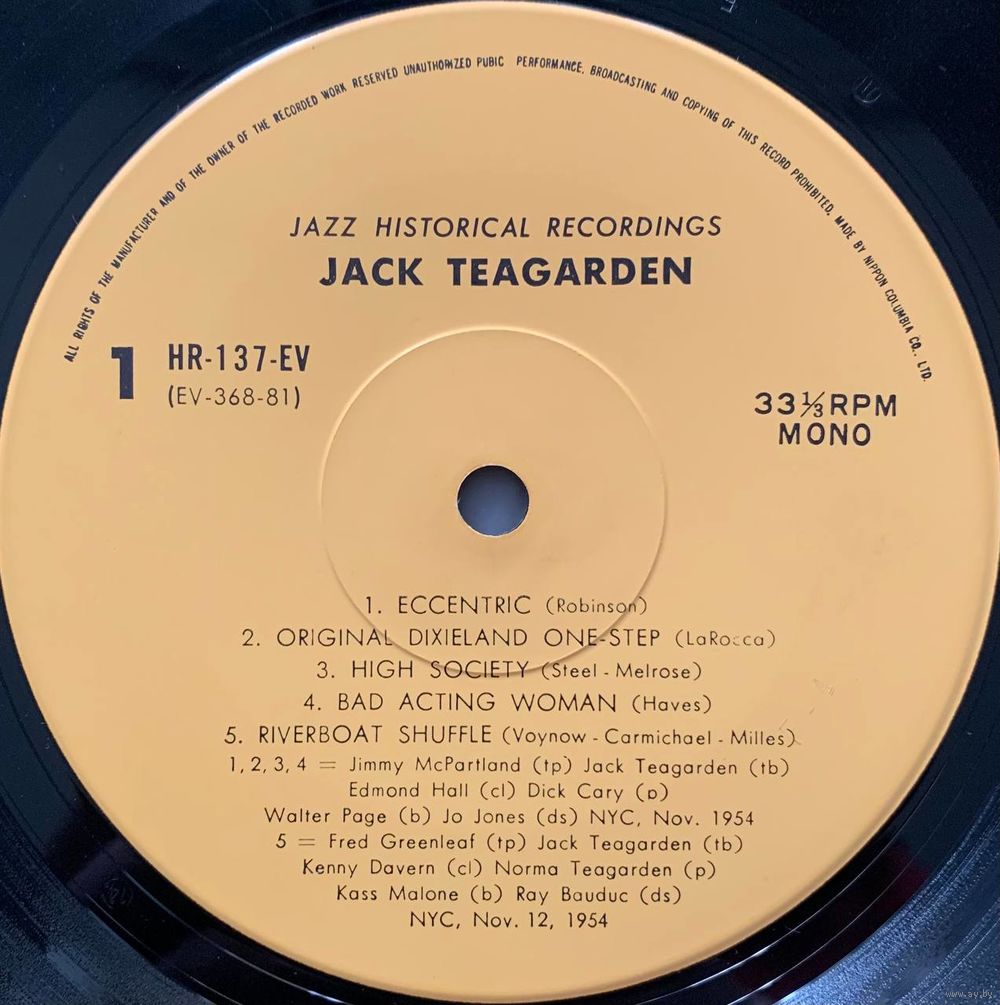 ALL RIGHTS OF THE MANUFACTURER AND OF THE OWNER OF THE RECORDED WORK RESERVED UNAUTHORIZED PUBIC PERFORMANCE, BROADCASTING AND COPYING OF THIS RECORD PROHIBITED, MADE BY NIPPON COLUMBIA CO., LTD.
JAZZ HISTORICAL RECORDINGS
JACK TEAGARDEN
1 HR-137-EV
(EV-368-81)
33⅓RPM
MONO
1. ECCENTRIC (Robinson)
2. ORIGINAL DIXIELAND ONE-STEP (LaRocca)
3. HIGH SOCIETY (Steel - Melrose)
4. BAD ACTING WOMAN (Haves)
5. RIVERBOAT SHUFFLE (Voynow - Carmichael - Milles)
1, 2, 3, 4 = Jimmy McPartland (tp) Jack Teagarden (tb)
Edmond Hall (cl) Dick Cary (p)
Walter Page (b) Jo Jones (ds) NYC, Nov. 1954
5 = Fred Greenleaf (tp) Jack Teagarden (tb)
Kenny Davern (cl) Norma Teagarden (p)
Kass Malone (b) Ray Bauduc (ds)
NYC, Nov. 12, 1954
www.ay.by